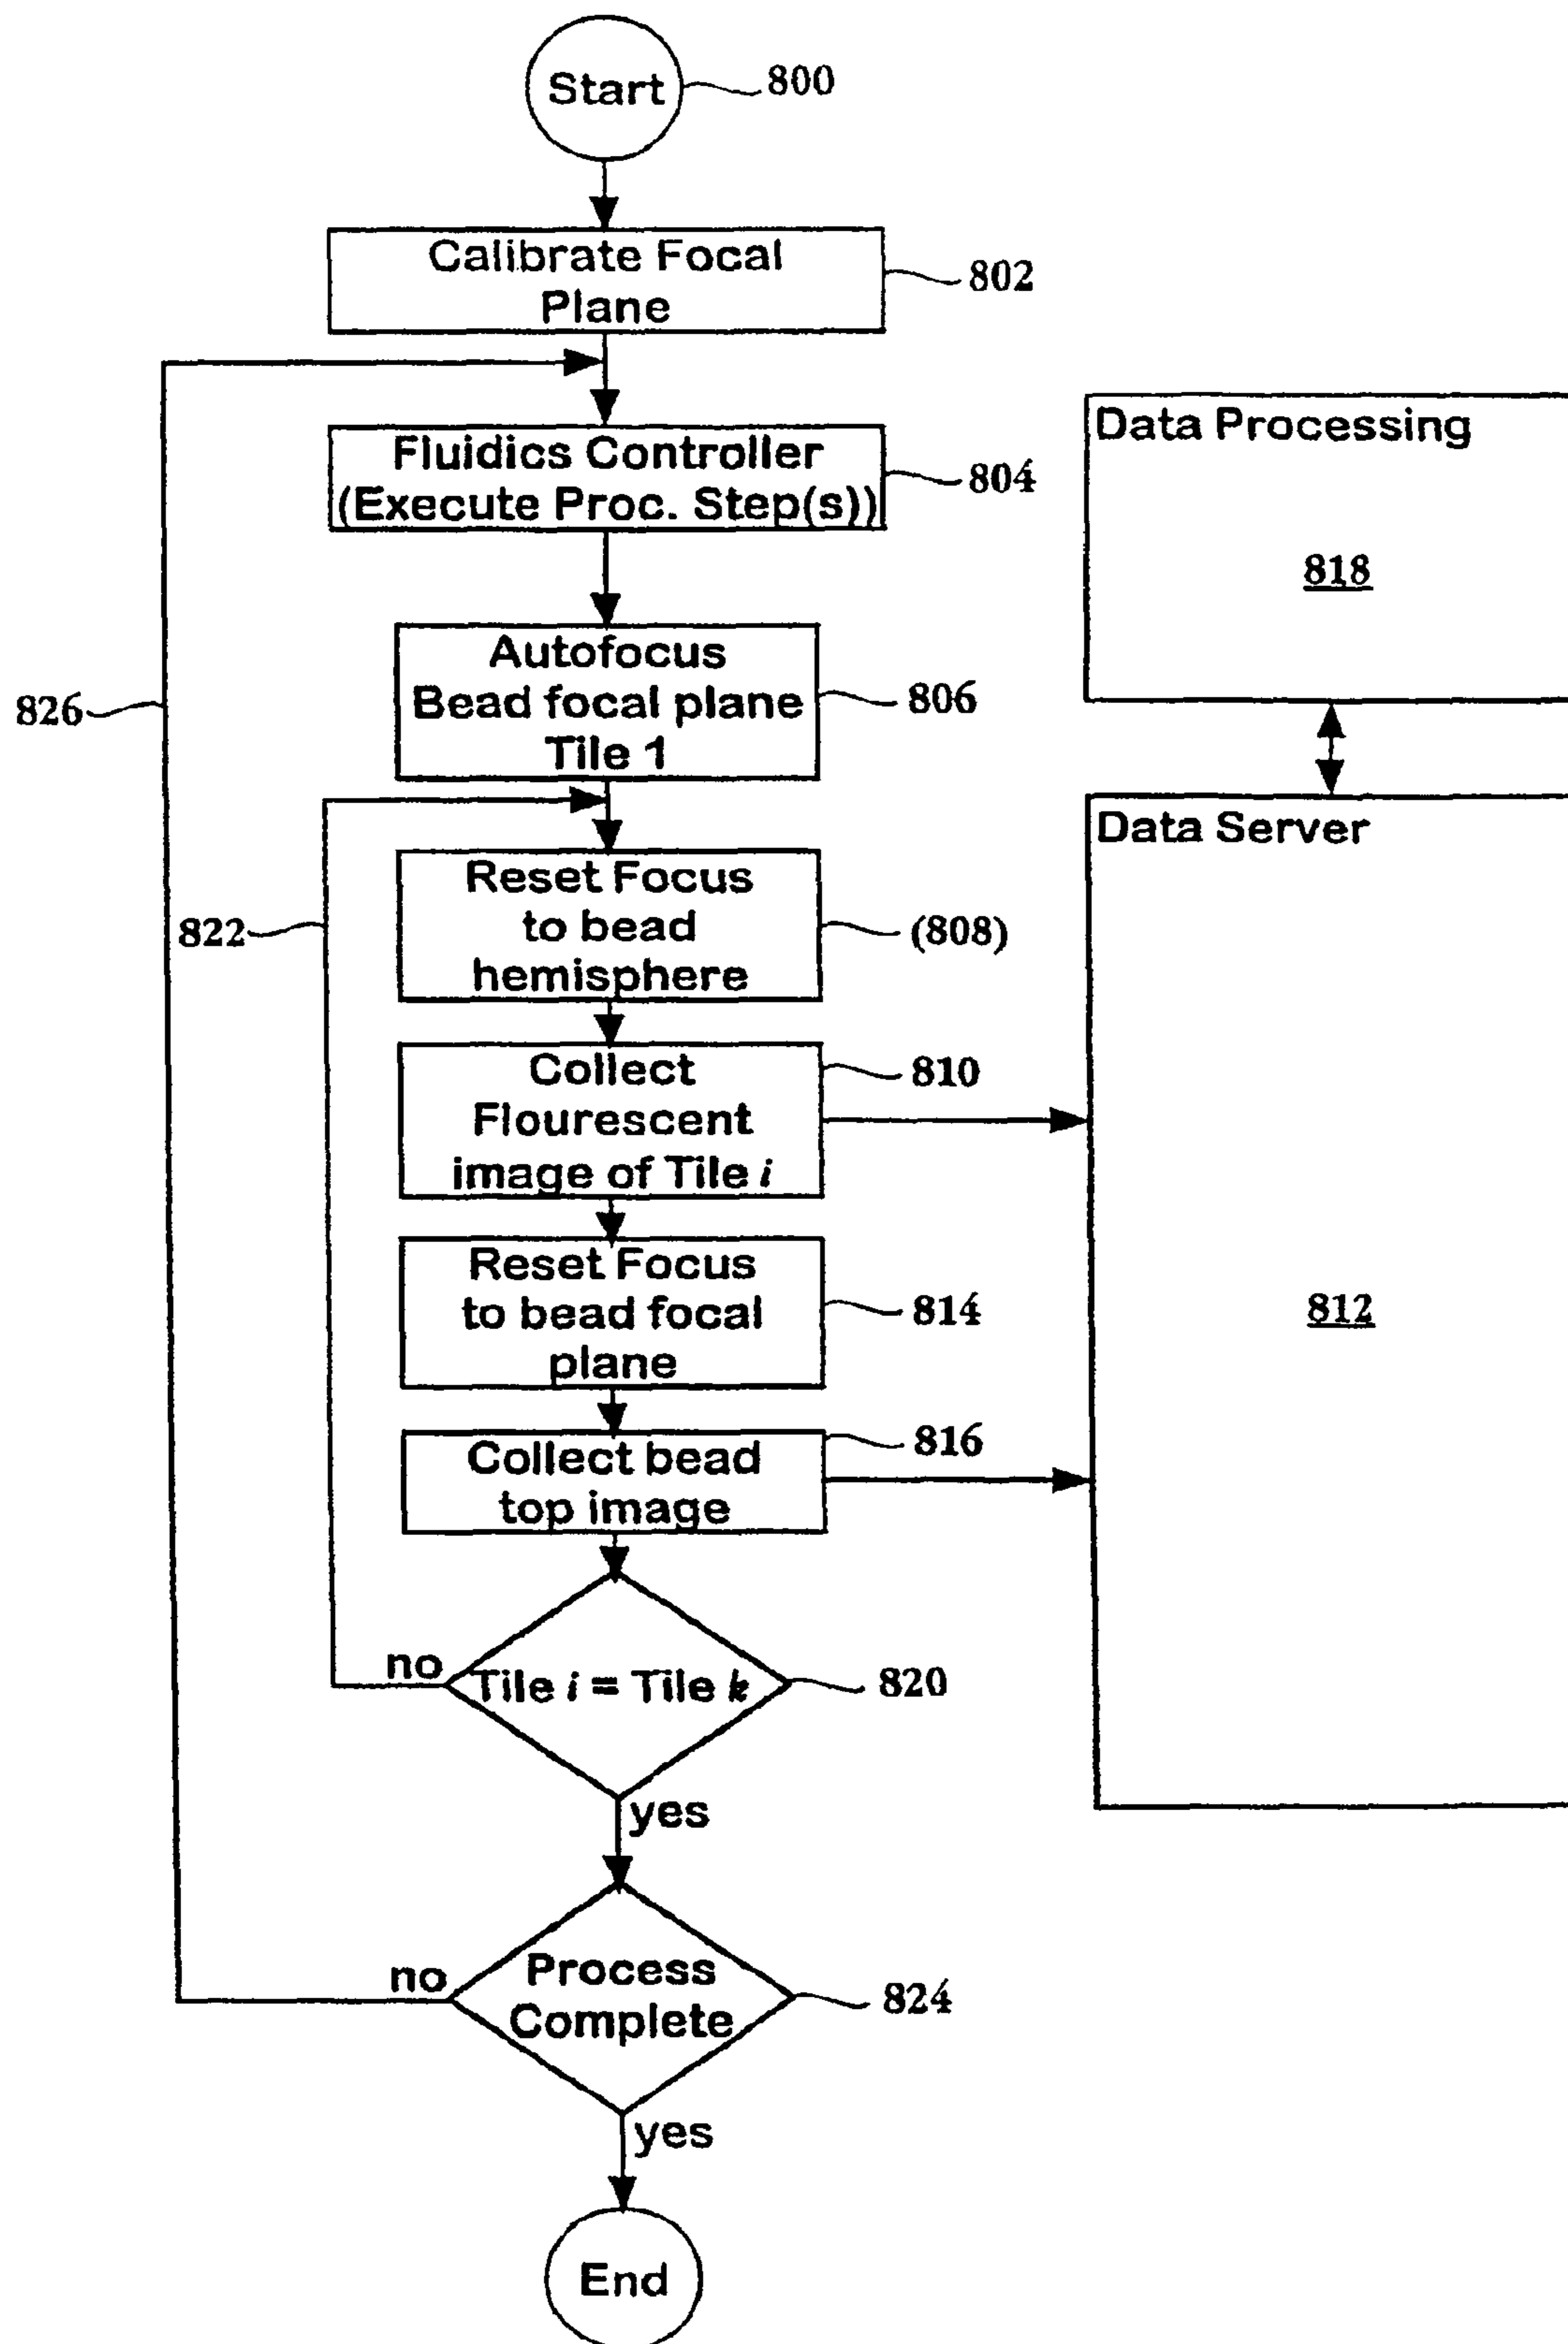 Start
800
Calibrate Focal
Plane
802
Fluidics Controller
(Execute Proc. Step(s))
804
Data Processing
818
Autofocus
Bead focal plane
Tile 1
806
826
Data Server
812
Reset Focus
to bead
hemisphere
(808)
822
Collect
Flourescent
image of Tile i
810
Reset Focus
to bead focal
plane
814
Collect bead
top image
816
no
Tile i = Tile k
820
yes
no
Process
Complete
824
yes
End